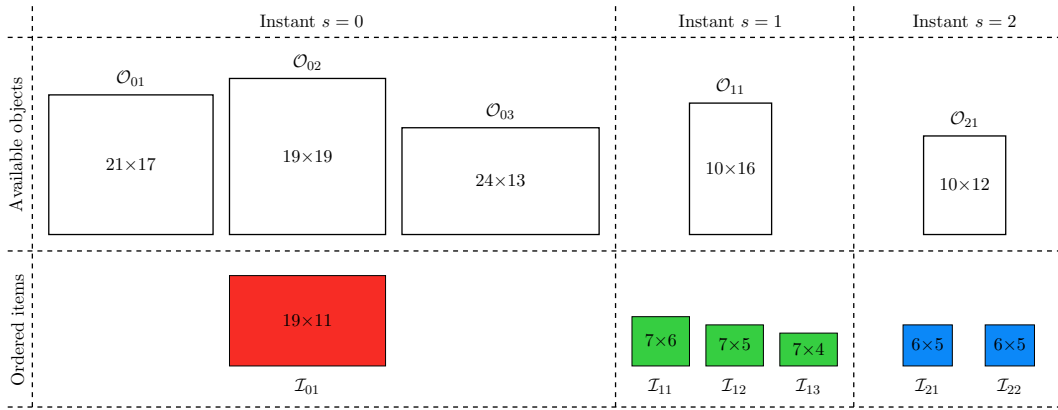 Instant s = 0
Instant s = 1
Instant s = 2
Available objects
𝒪₀₁
21×17
𝒪₀₂
19×19
𝒪₀₃
24×13
𝒪₁₁
10×16
𝒪₂₁
10×12
Ordered items
19×11
ℐ₀₁
7×6
ℐ₁₁
7×5
ℐ₁₂
7×4
ℐ₁₃
6×5
ℐ₂₁
6×5
ℐ₂₂